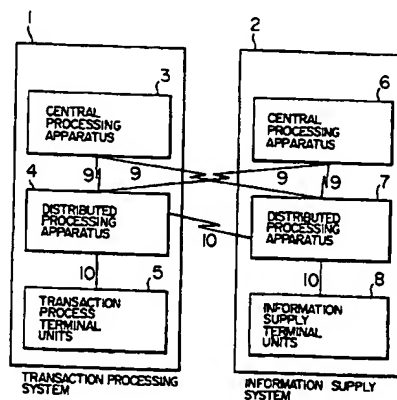 1
2
3
CENTRAL
PROCESSING
APPARATUS
6
CENTRAL
PROCESSING
APPARATUS
9
9
9
9
4
DISTRIBUTED
PROCESSING
APPARATUS
7
DISTRIBUTED
PROCESSING
APPARATUS
10
10
10
5
TRANSACTION
PROCESS
TERMINAL
UNITS
8
INFORMATION
SUPPLY
TERMINAL
UNITS
TRANSACTION PROCESSING
SYSTEM
INFORMATION SUPPLY
SYSTEM